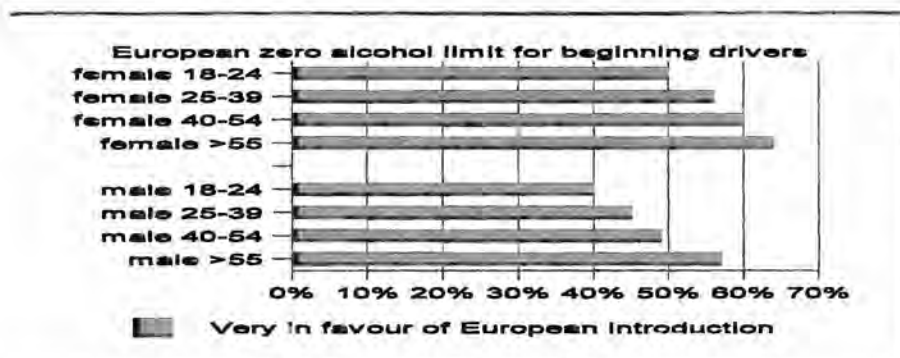 European zero alcohol limit for beginning drivers
female 18-24
female 25-39
female 40-54
female >55
male 18-24
male 25-39
male 40-54
male >55
0% 10% 20% 30% 40% 50% 60% 70%
Very in favour of European introduction